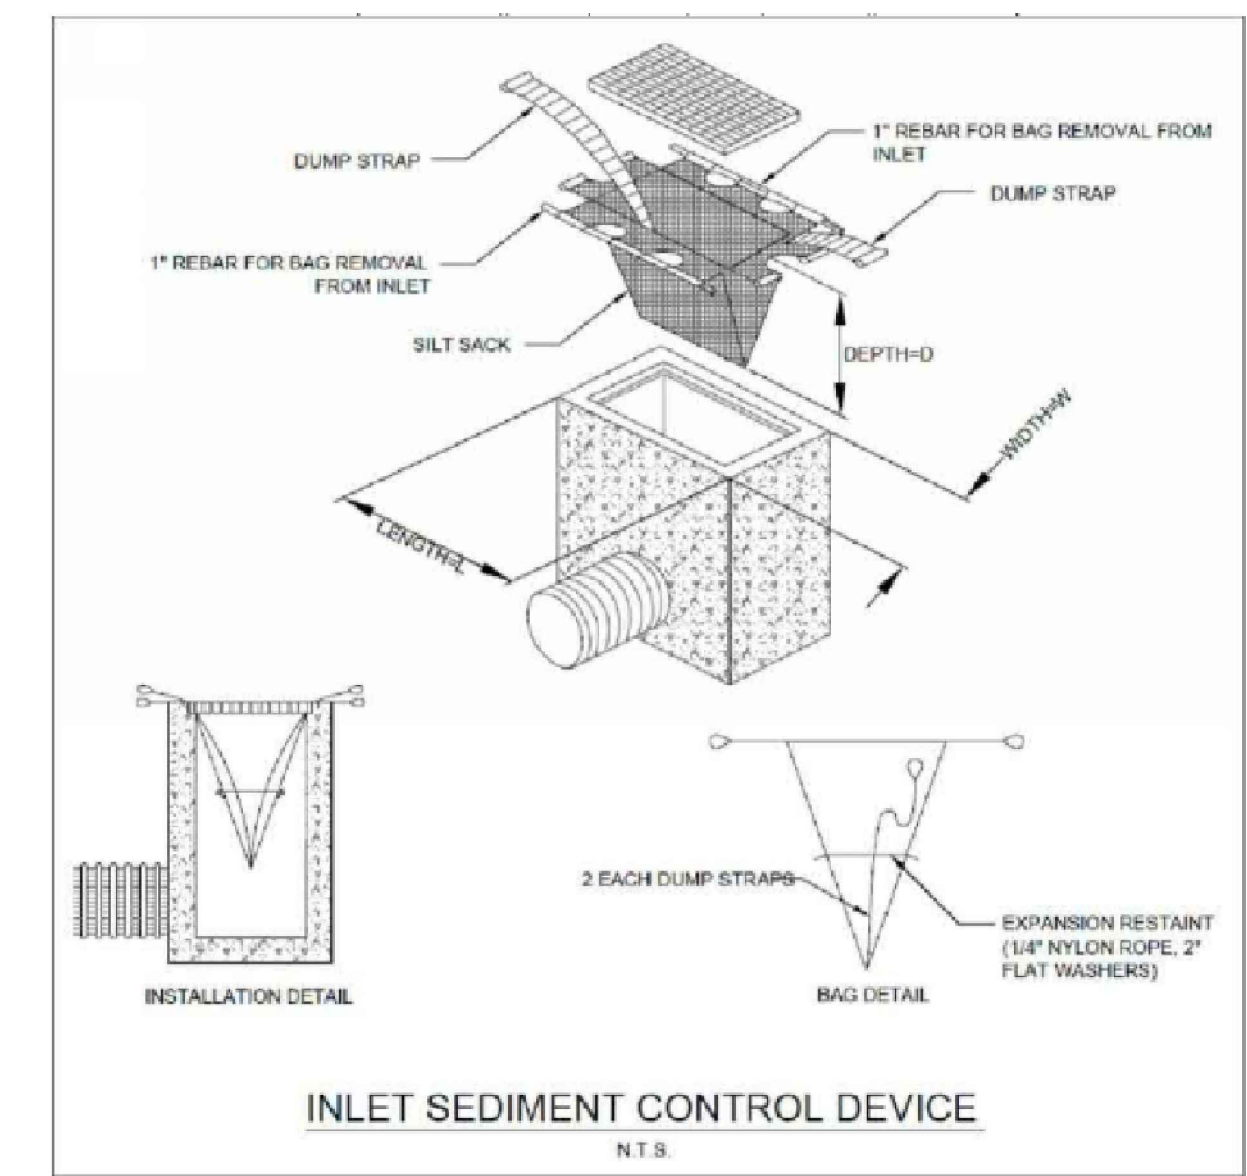 DUMP STRAP
1" REBAR FOR BAG REMOVAL FROM
INLET
DUMP STRAP
1" REBAR FOR BAG REMOVAL
FROM INLET
SILT SACK
DEPTH=D
WIDTH=W
LENGTH=L
2 EACH DUMP STRAPS
EXPANSION RESTAINT
(1/4" NYLON ROPE, 2"
FLAT WASHERS)
INSTALLATION DETAIL
BAG DETAIL
INLET SEDIMENT CONTROL DEVICE
N.T.S.